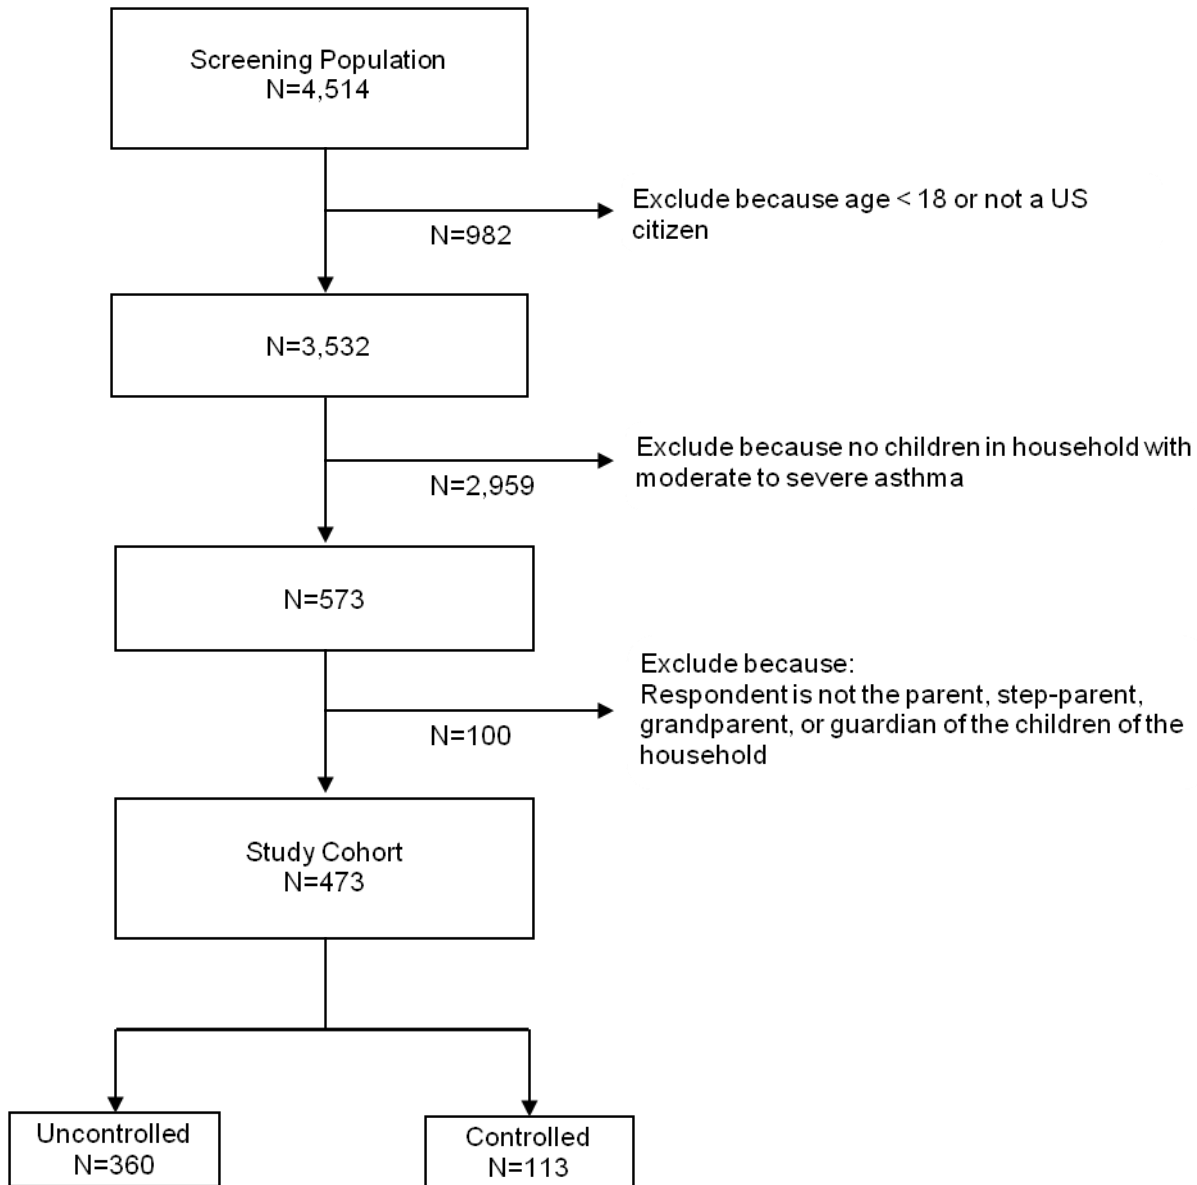 Screening Population
N=4,514
Exclude because age < 18 or not a US
citizen
N=982
N=3,532
Exclude because no children in household with
moderate to severe asthma
N=2,959
N=573
Exclude because:
Respondent is not the parent, step-parent,
grandparent, or guardian of the children of the
household
N=100
Study Cohort
N=473
Uncontrolled
N=360
Controlled
N=113